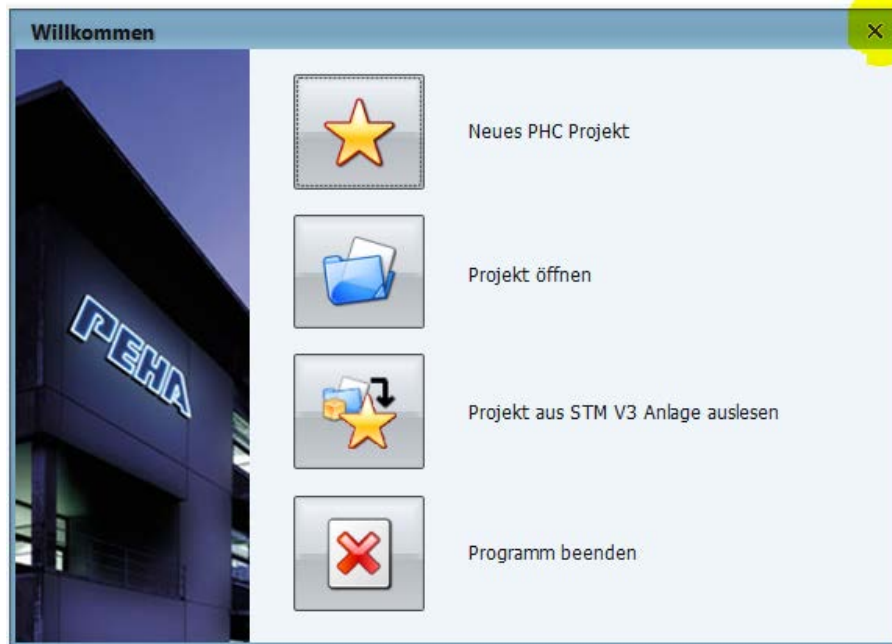 Willkommen
Neues PHC Projekt
PEHA
Projekt öffnen
Projekt aus STM V3 Anlage auslesen
Programm beenden